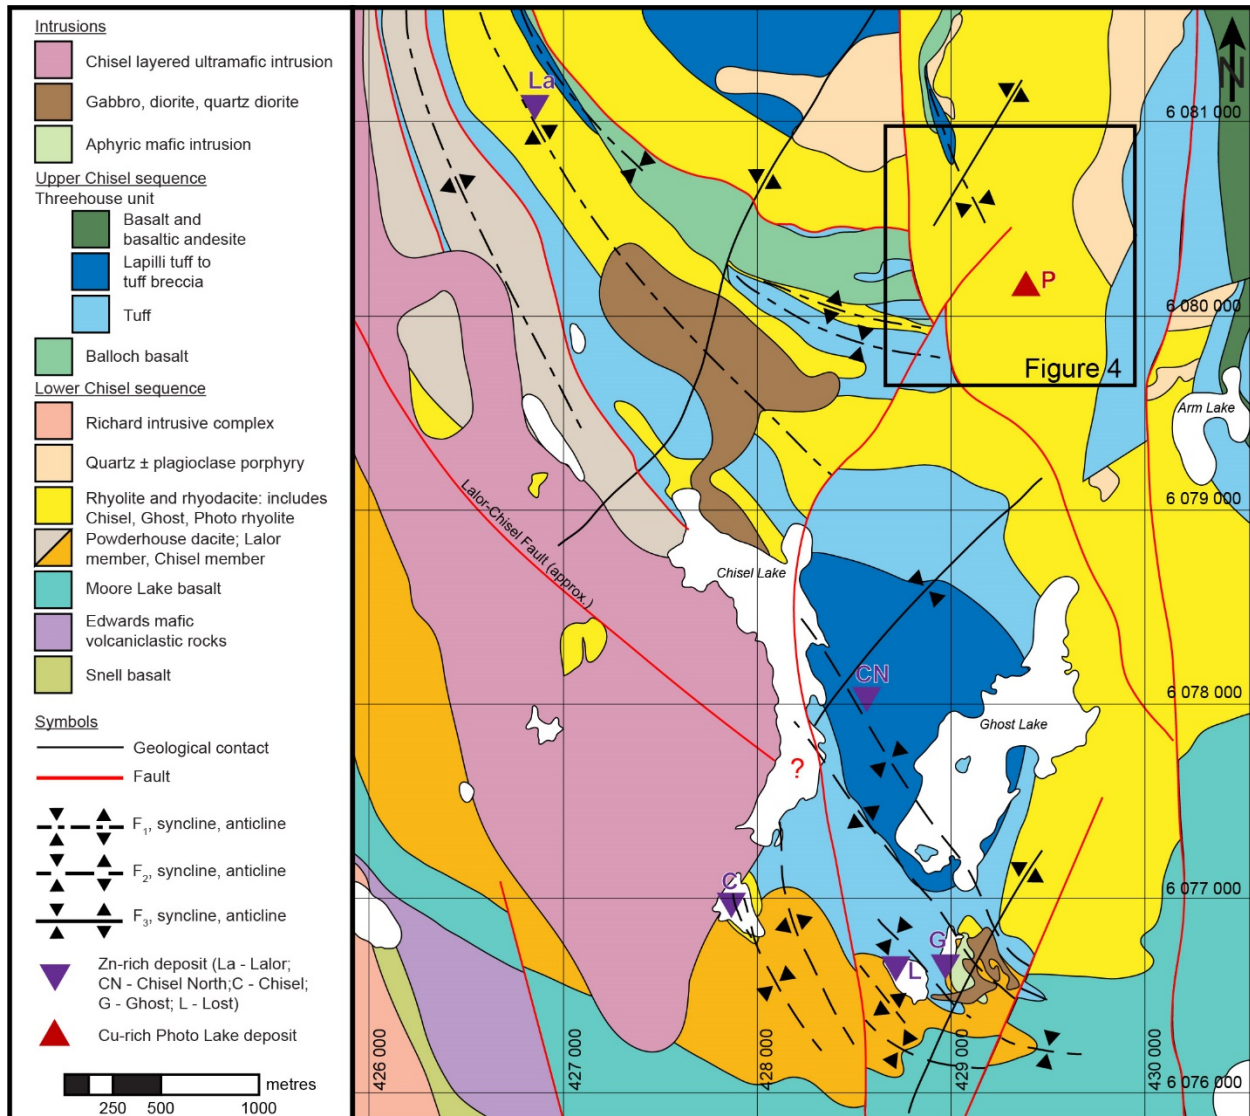 Intrusions
Chisel layered ultramafic intrusion
Gabbro, diorite, quartz diorite
Aphyric mafic intrusion
Upper Chisel sequence
Threehouse unit
Basalt and
basaltic andesite
Lapilli tuff to
tuff breccia
Tuff
Balloch basalt
Lower Chisel sequence
Richard intrusive complex
Quartz ± plagioclase porphyry
Rhyolite and rhyodacite: includes
Chisel, Ghost, Photo rhyolite
Powderhouse dacite; Lalor
member, Chisel member
Moore Lake basalt
Edwards mafic
volcaniclastic rocks
Snell basalt
Symbols
Geological contact
Fault
F1, syncline, anticline
F2, syncline, anticline
F3, syncline, anticline
Zn-rich deposit (La - Lalor;
CN - Chisel North;C - Chisel;
G - Ghost; L - Lost)
Cu-rich Photo Lake deposit
metres
250 500 1000
N
La
6 081 000
P
6 080 000
Figure 4
Arm Lake
6 079 000
Lalor-Chisel Fault (approx.)
Chisel Lake
CN
6 078 000
Ghost Lake
?
C
6 077 000
G
L
426 000
427 000
428 000
429 000
430 000
6 076 000